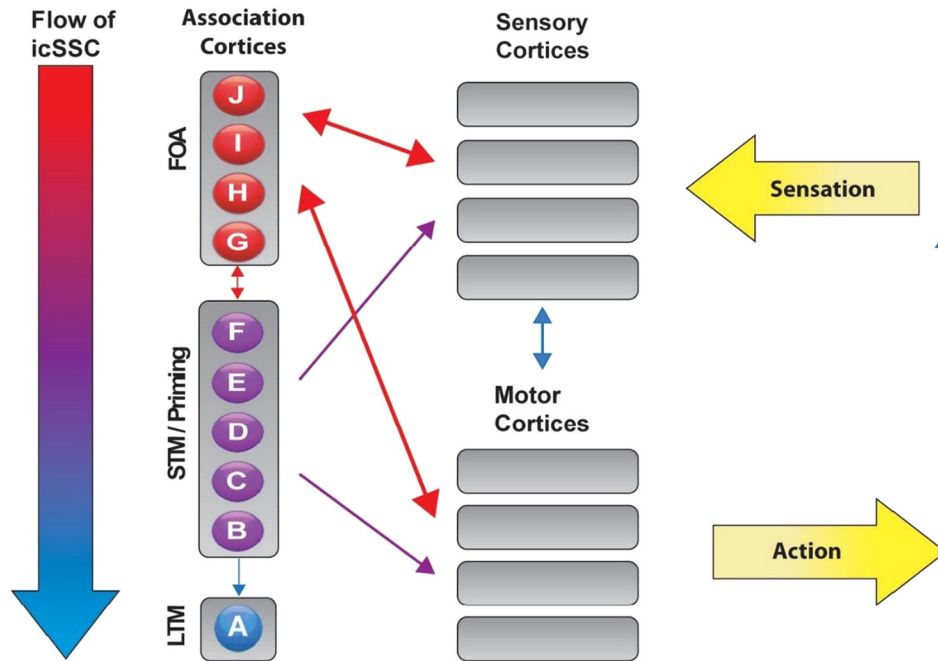 Flow of
icSSC
Association
Cortices
Sensory
Cortices
FOA
J
I
H
G
Sensation
STM / Priming
F
E
D
C
B
Motor
Cortices
Action
LTM
A